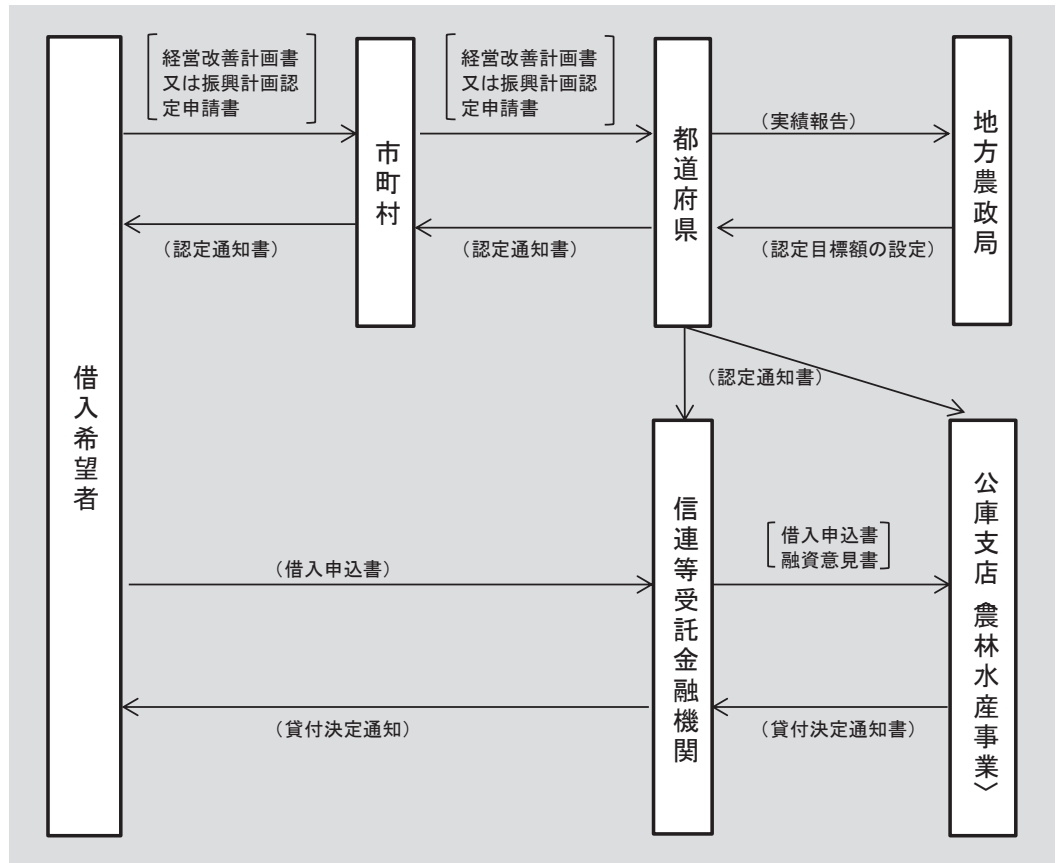 経営改善計画書
又は振興計画認
定申請書
経営改善計画書
又は振興計画認
定申請書
(実績報告)
借入希望者
市町村
都道府県
地方農政局
(認定通知書)
(認定通知書)
(認定目標額の設定)
(認定通知書)
信連等受託金融機関
公庫支店〈農林水産事業〉
(借入申込書)
借入申込書
融資意見書
(貸付決定通知)
(貸付決定通知書)